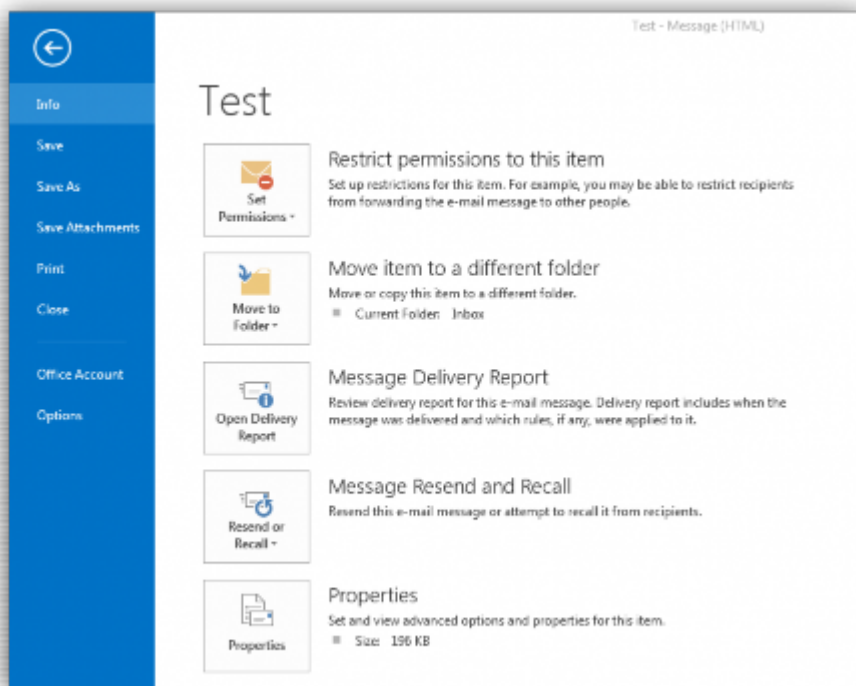 Test - Message (HTML)
Info
Save
Save As
Save Attachments
Print
Close
Office Account
Options
Test
Set
Permissions
Restrict permissions to this item
Set up restrictions for this item. For example, you may be able to restrict recipients
from forwarding the e-mail message to other people.
Move to
Folder
Move item to a different folder
Move or copy this item to a different folder.
Current Folder: Inbox
Open Delivery
Report
Message Delivery Report
Review delivery report for this e-mail message. Delivery report includes when the
message was delivered and which rules, if any, were applied to it.
Resend or
Recall
Message Resend and Recall
Resend this e-mail message or attempt to recall it from recipients.
Properties
Properties
Set and view advanced options and properties for this item.
Size: 196 KB